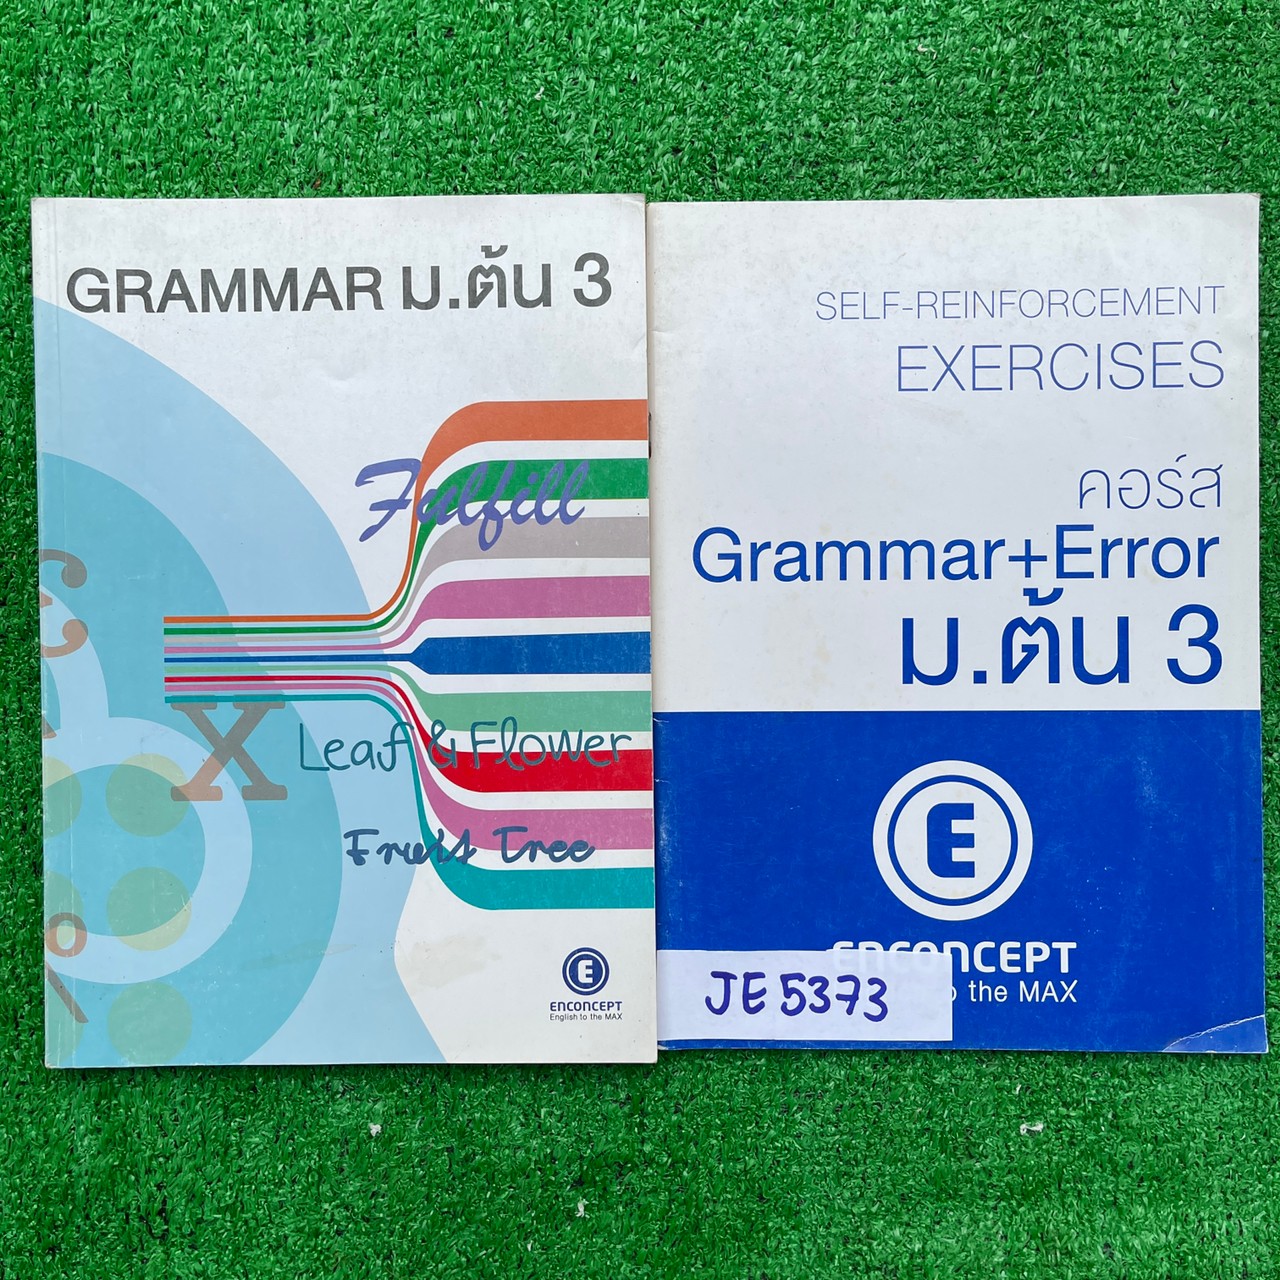 GRAMMAR ม.ต้น 3
Fulfill
X
Leaf & Flower
Fruit Tree
%
E
ENCONCEPT
English to the MAX
SELF-REINFORCEMENT
EXERCISES
คอร์ส
Grammar+Error
ม.ต้น 3
E
ENCONCEPT
to the MAX
JE 5373